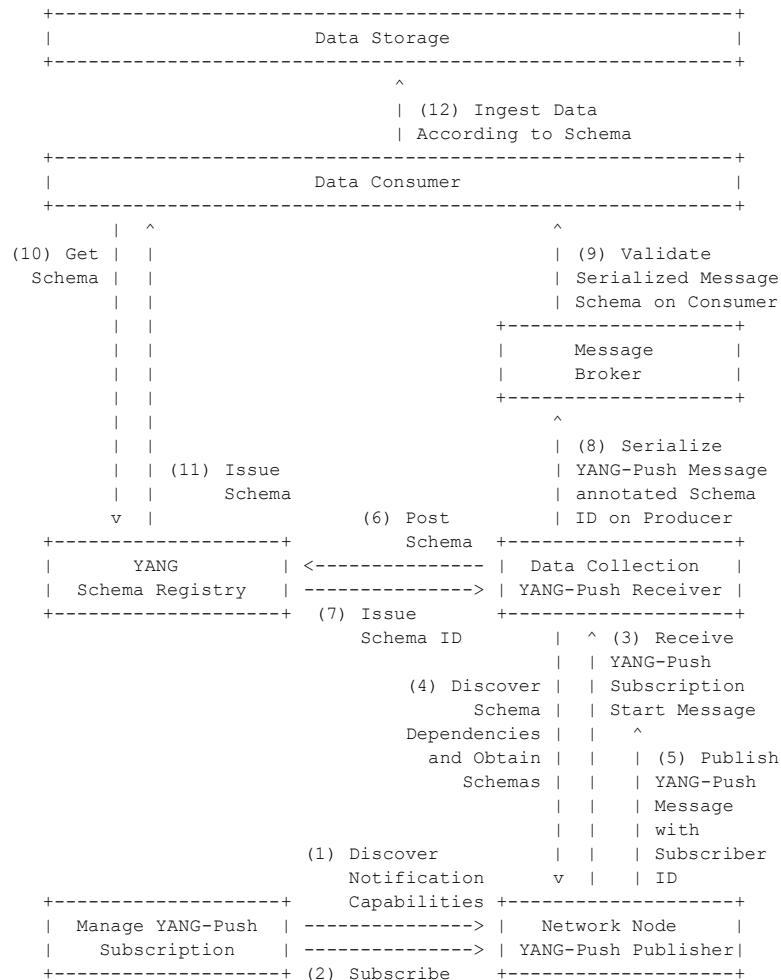 +---------------------------------------------------------------+
|                         Data Storage                          |
+---------------------------------------------------------------+
                                 ^
                                 | (12) Ingest Data
                                 | According to Schema
+---------------------------------------------------------------+
|                         Data Consumer                         |
+---------------------------------------------------------------+
      |  ^                                     ^
(10) Get |  |                                     | (9) Validate
  Schema |  |                                     | Serialized Message
         |  |                                     | Schema on Consumer
         |  |                                +---------------------+
         |  |                                |       Message       |
         |  |                                |       Broker        |
         |  |                                +---------------------+
         |  |                                     ^
         |  |                                     | (8) Serialize
         |  | (11) Issue                          | YANG-Push Message
         |  |      Schema                         | annotated Schema
         v  |                    (6) Post         | ID on Producer
+---------------------+           Schema  +---------------------+
|        YANG         | <---------------  |   Data Collection   |
|   Schema Registry   | ---------------> | YANG-Push Receiver |
+---------------------+  (7) Issue        +---------------------+
                             Schema ID         |  ^ (3) Receive
                                               |  | YANG-Push
                                 (4) Discover  |  | Subscription
                                       Schema  |  | Start Message
                                 Dependencies  |  |   ^
                                   and Obtain  |  |   | (5) Publish
                                      Schemas  |  |   | YANG-Push
                                               |  |   | Message
                                               |  |   | with
                        (1) Discover           |  |   | Subscriber
                            Notification       v  |   | ID
+---------------------+     Capabilities  +---------------------+
|  Manage YANG-Push   | ---------------> |    Network Node     |
|    Subscription     | ---------------> | YANG-Push Publisher|
+---------------------+ (2) Subscribe     +---------------------+